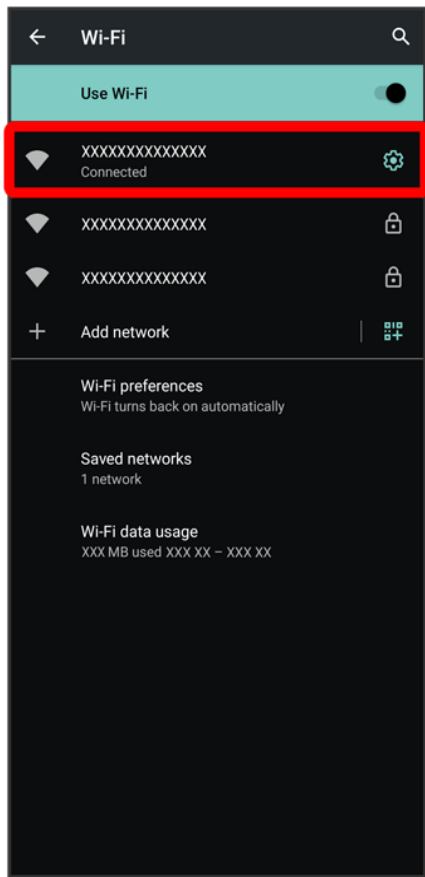 Wi-Fi
Use Wi-Fi
XXXXXXXXXXXXXX
Connected
XXXXXXXXXXXXXX
XXXXXXXXXXXXXX
Add network
Wi-Fi preferences
Wi-Fi turns back on automatically
Saved networks
1 network
Wi-Fi data usage
XXX MB used XXX XX – XXX XX